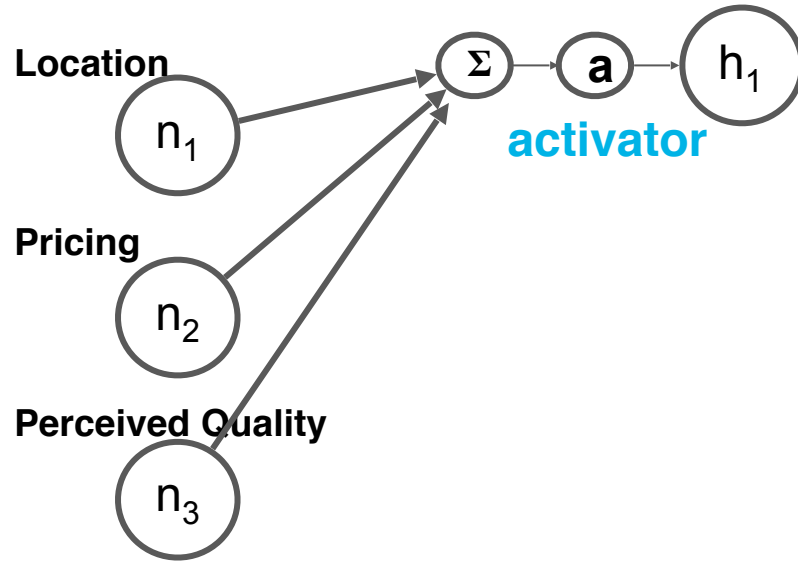 Location
n₁
Σ
a
h₁
activator
Pricing
n₂
Perceived Quality
n₃